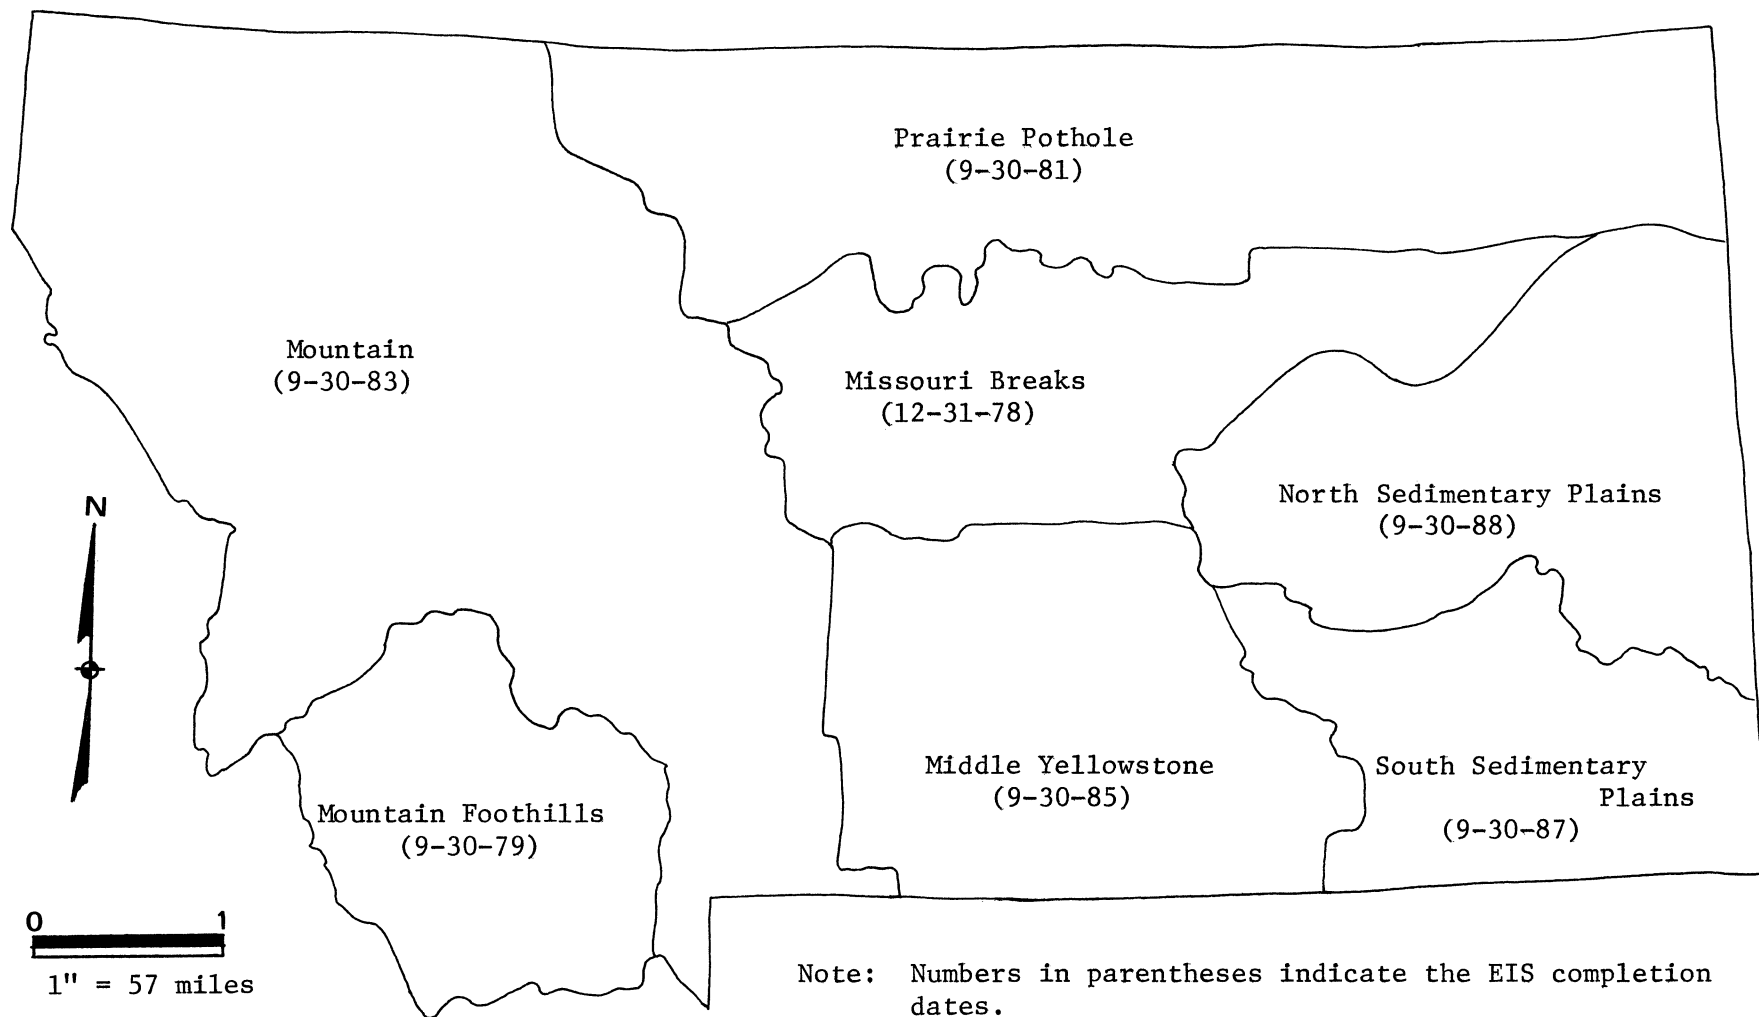 Prairie Pothole
(9-30-81)
Mountain
(9-30-83)
Missouri Breaks
(12-31-78)
North Sedimentary Plains
(9-30-88)
N
Middle Yellowstone
(9-30-85)
South Sedimentary
Plains
(9-30-87)
Mountain Foothills
(9-30-79)
0 1
1" = 57 miles
Note: Numbers in parentheses indicate the EIS completion
dates.